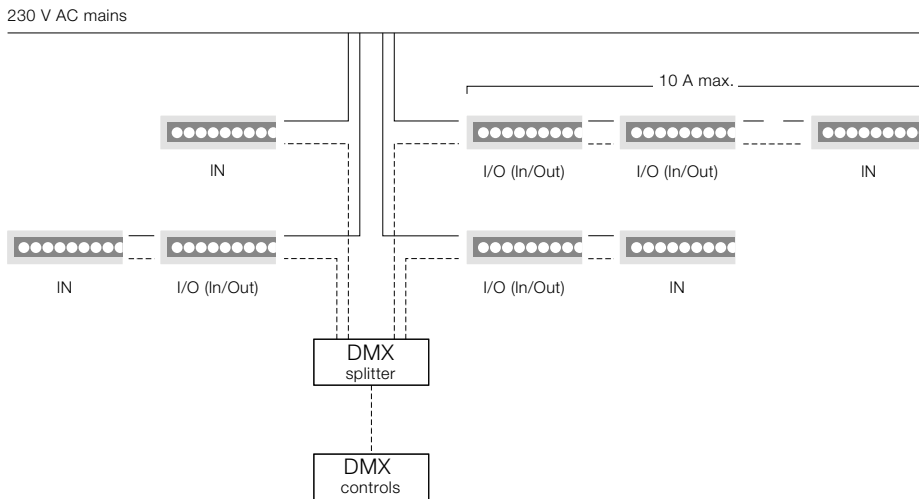 230 V AC mains
10 A max.
IN
I/O (In/Out)
I/O (In/Out)
IN
IN
I/O (In/Out)
I/O (In/Out)
IN
DMX
splitter
DMX
controls